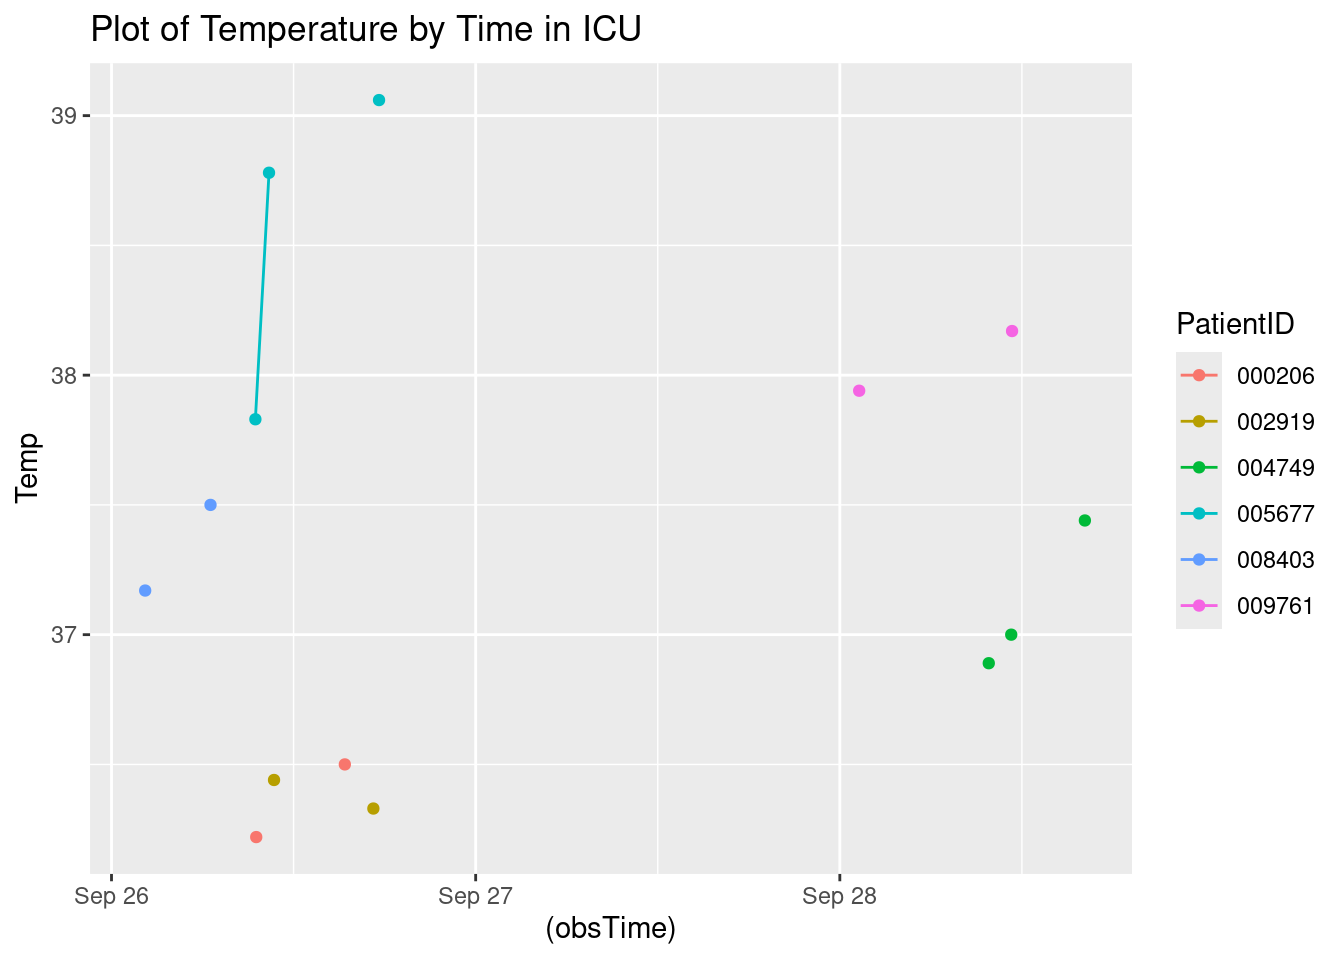 Plot of Temperature by Time in ICU
39
38
37
Temp
Sep 26
Sep 27
Sep 28
(obsTime)
PatientID
000206
002919
004749
005677
008403
009761